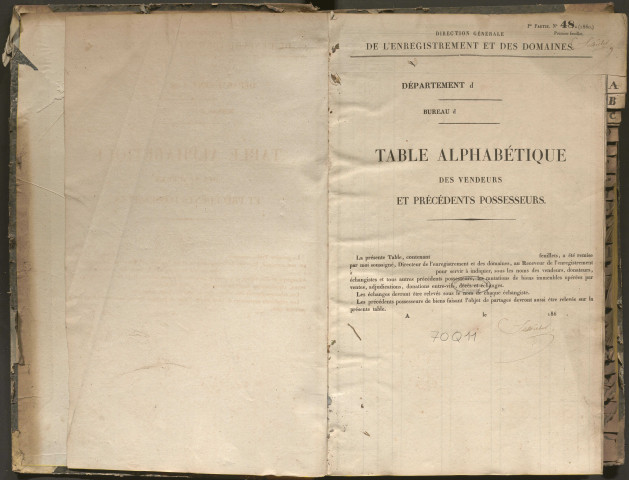 1e Partie. No 48.
DIRECTION GÉNÉRALE
DE L'ENREGISTREMENT ET DES DOMAINES.
DÉPARTEMENT d
BUREAU d
TABLE ALPHABÉTIQUE
DES VENDEURS
ET PRÉCÉDENTS POSSESSEURS.
La présente Table, contenant feuillets, a été remise
par moi soussigné, Directeur de l'enregistrement et des domaines, au Receveur de l'enregistrement
pour servir à indiquer, sous les noms des vendeurs, donateurs,
échangistes et tous autres précédents possesseurs, les mutations de biens immeubles opérées par
ventes, adjudications, donations entre-vifs, décès et échanges.
Les échanges devront être relevés sous le nom de chaque échangiste.
Les précédents possesseurs de biens faisant l'objet de partages devront aussi être relevés sur la
présente table.
A le 186
70Q11
A
B
C